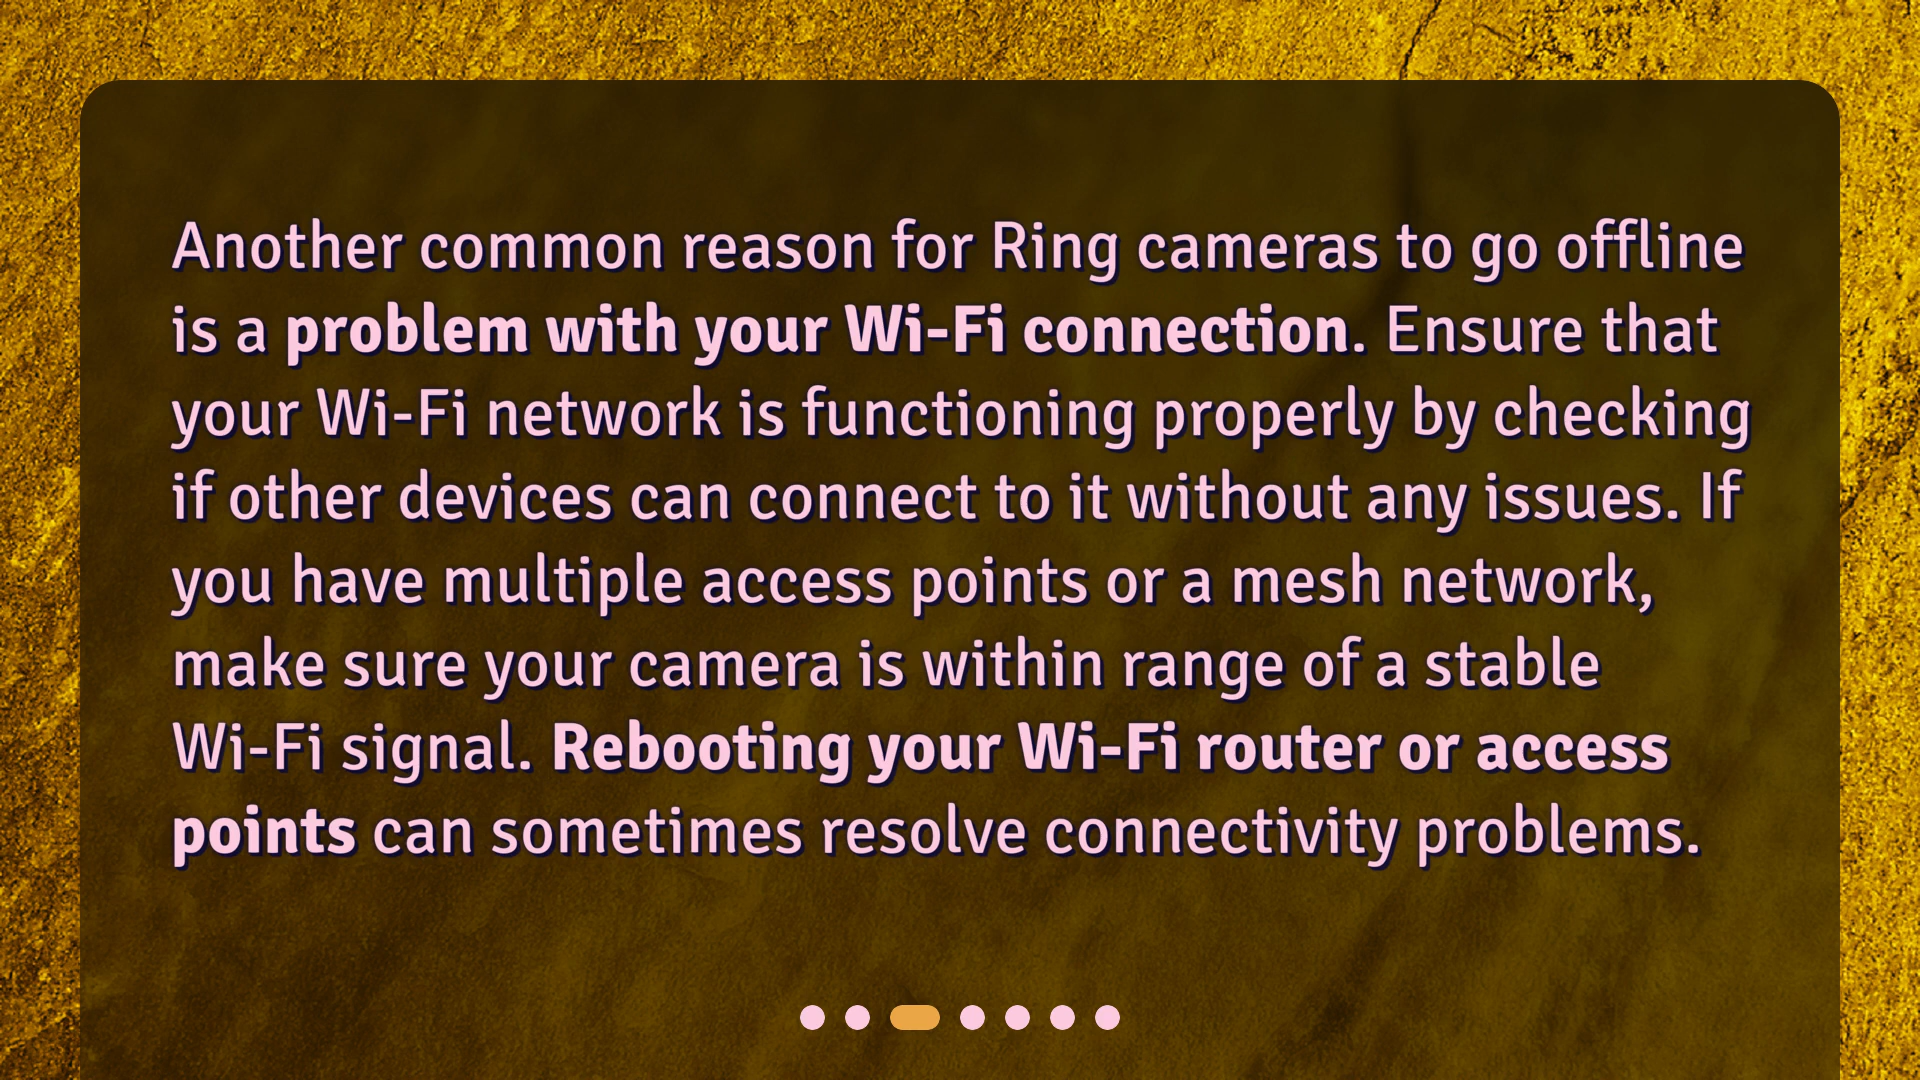 Another common reason for Ring cameras to go offline
is a problem with your Wi-Fi connection. Ensure that
your Wi-Fi network is functioning properly by checking
if other devices can connect to it without any issues. If
you have multiple access points or a mesh network,
make sure your camera is within range of a stable
Wi-Fi signal. Rebooting your Wi-Fi router or access
points can sometimes resolve connectivity problems.